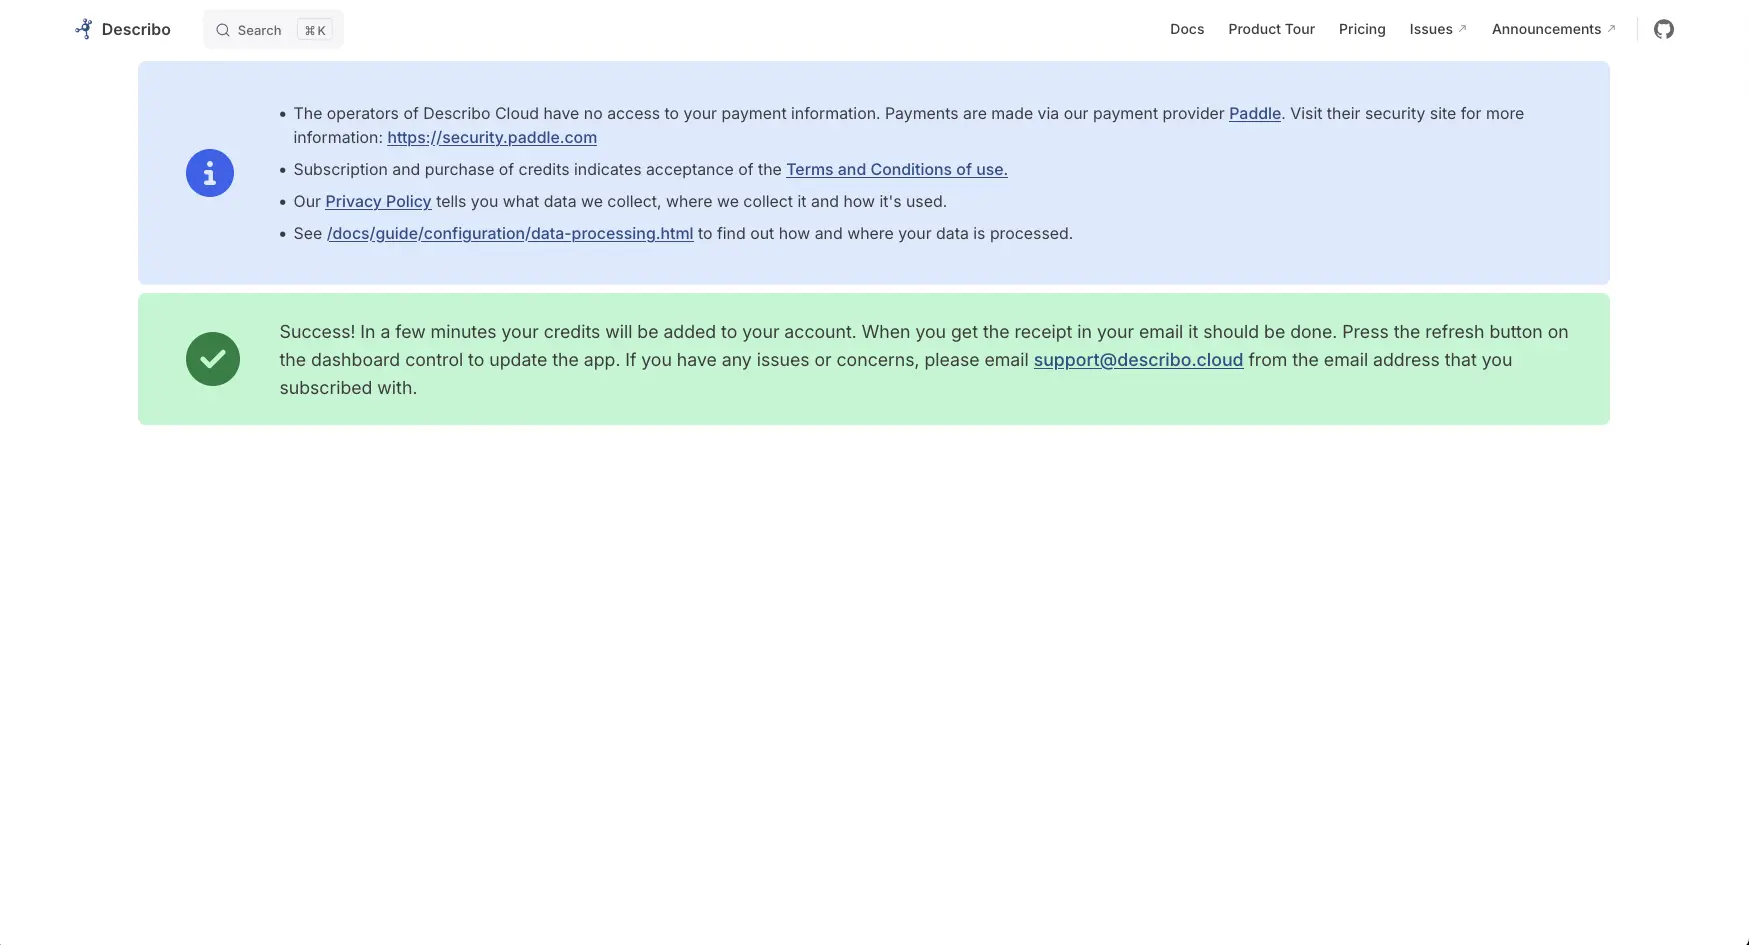 Describo
Search ⌘ K
Docs
Product Tour
Pricing
Issues
Announcements
• The operators of Describo Cloud have no access to your payment information. Payments are made via our payment provider Paddle. Visit their security site for more
information: https://security.paddle.com
• Subscription and purchase of credits indicates acceptance of the Terms and Conditions of use.
• Our Privacy Policy tells you what data we collect, where we collect it and how it's used.
• See /docs/guide/configuration/data-processing.html to find out how and where your data is processed.
Success! In a few minutes your credits will be added to your account. When you get the receipt in your email it should be done. Press the refresh button on
the dashboard control to update the app. If you have any issues or concerns, please email support@describo.cloud from the email address that you
subscribed with.